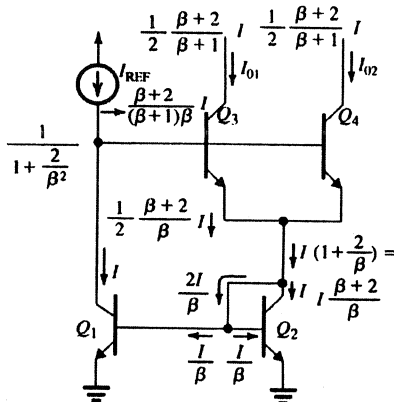 1/2 (β + 2)/(β + 1) I
1/2 (β + 2)/(β + 1) I
I_REF
I_01
I_02
(β + 2)/((β + 1)β) I
Q_3
Q_4
1/(1 + 2/β^2)
1/2 (β + 2)/β I
I (1 + 2/β) =
I (β + 2)/β
I
2I/β
I
Q_1
Q_2
I/β
I/β